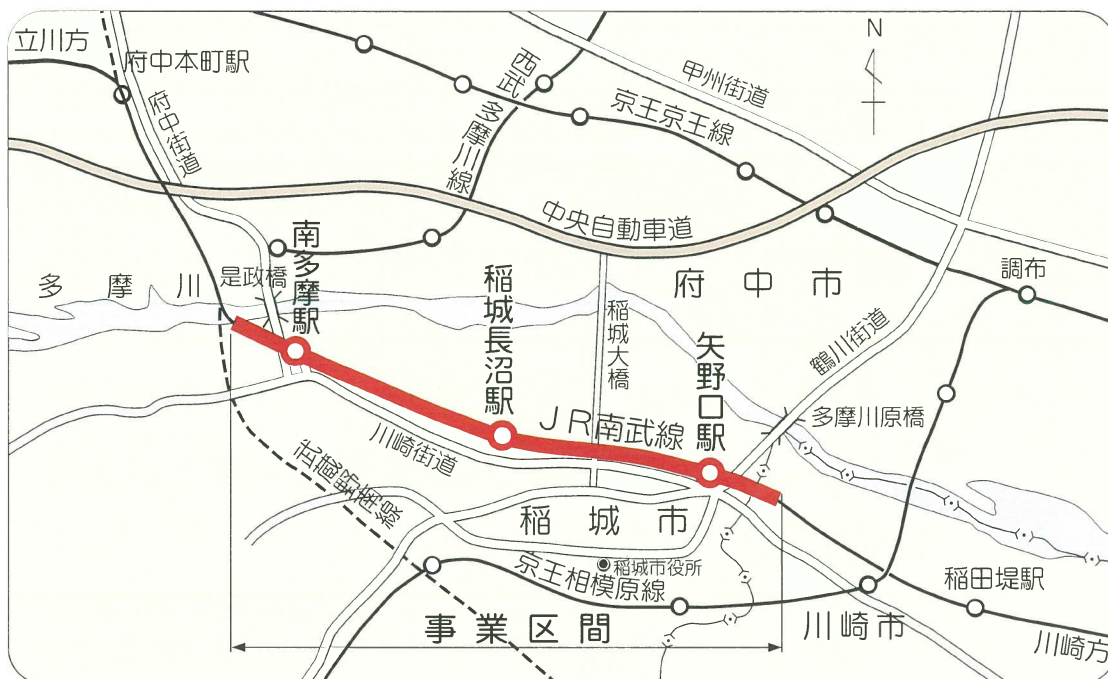 立川方
府中本町駅
府中街道
西武多摩川線
甲州街道
京王京王線
N
中央自動車道
南多摩駅
是政橋
多摩川
稲城長沼駅
稲城大橋
府中市
調布
矢野口駅
鶴川街道
多摩川原橋
JR南武線
川崎街道
武蔵野南線
稲城市
稲城市役所
京王相模原線
稲田堤駅
事業区間
川崎市
川崎方